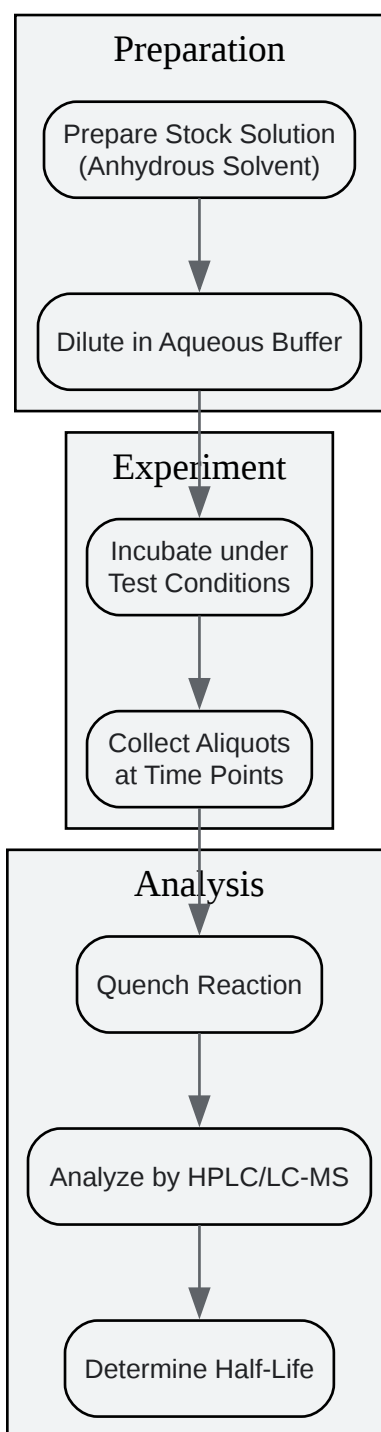 Preparation
Prepare Stock Solution
(Anhydrous Solvent)
Dilute in Aqueous Buffer
Experiment
Incubate under
Test Conditions
Collect Aliquots
at Time Points
Analysis
Quench Reaction
Analyze by HPLC/LC-MS
Determine Half-Life